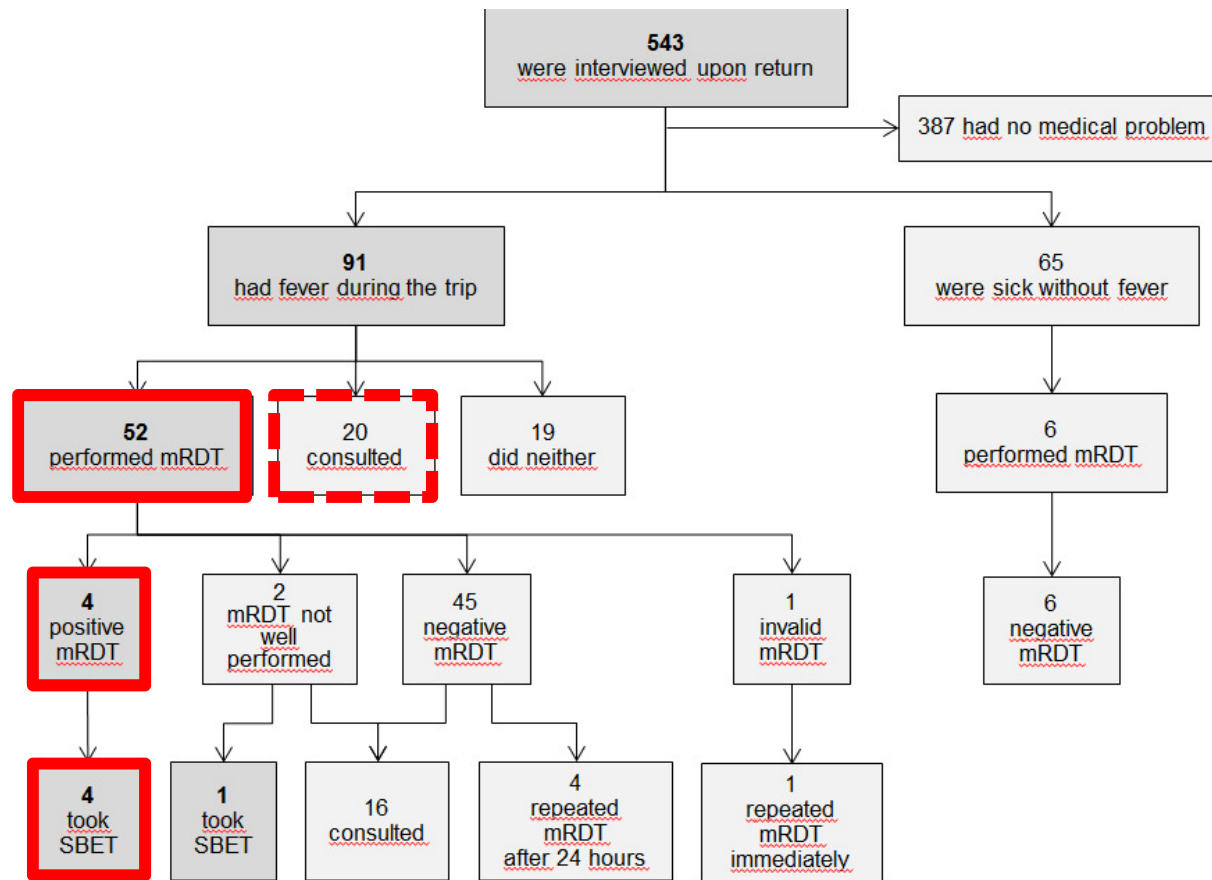 543
were interviewed upon return
387 had no medical problem
91
had fever during the trip
65
were sick without fever
52
performed mRDT
20
consulted
19
did neither
6
performed mRDT
4
positive
mRDT
2
mRDT not
well
performed
45
negative
mRDT
1
invalid
mRDT
6
negative
mRDT
4
took
SBET
1
took
SBET
16
consulted
4
repeated
mRDT
after 24 hours
1
repeated
mRDT
immediately